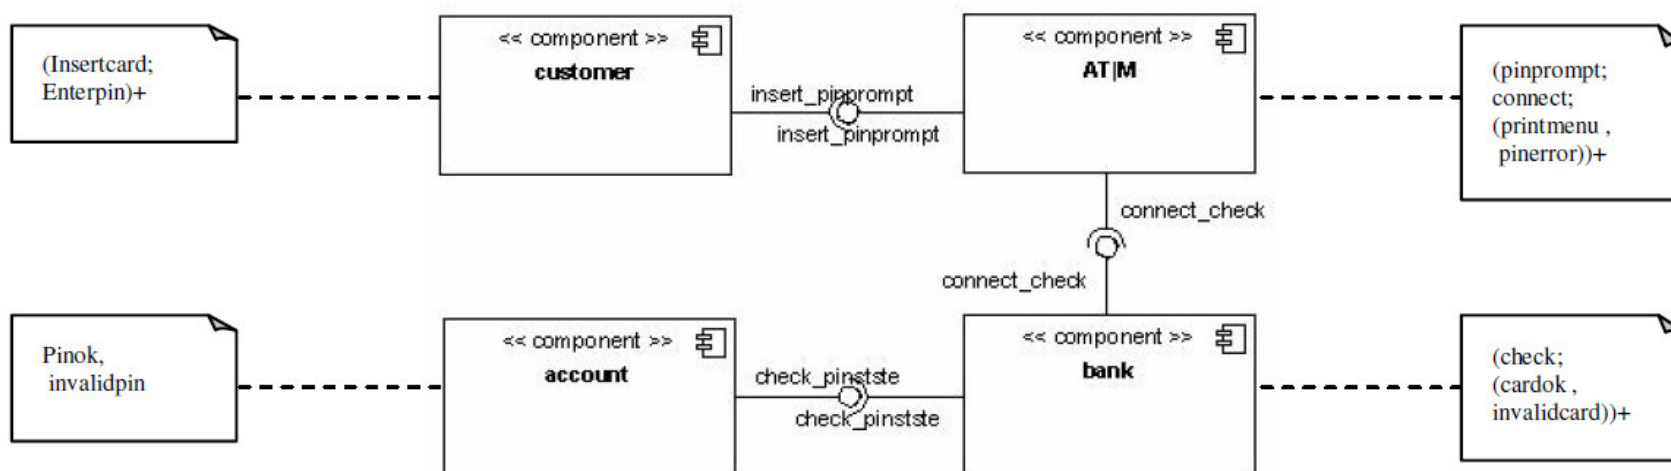 (Insertcard;
Enterpin)+
<< component >>
customer
insert_pinprompt
insert_pinprompt
<< component >>
AT|M
(pinprompt;
connect;
(printmenu ,
pinerror))+
connect_check
connect_check
Pinok,
invalidpin
<< component >>
account
check_pinstste
check_pinstste
<< component >>
bank
(check;
(cardok ,
invalidcard))+